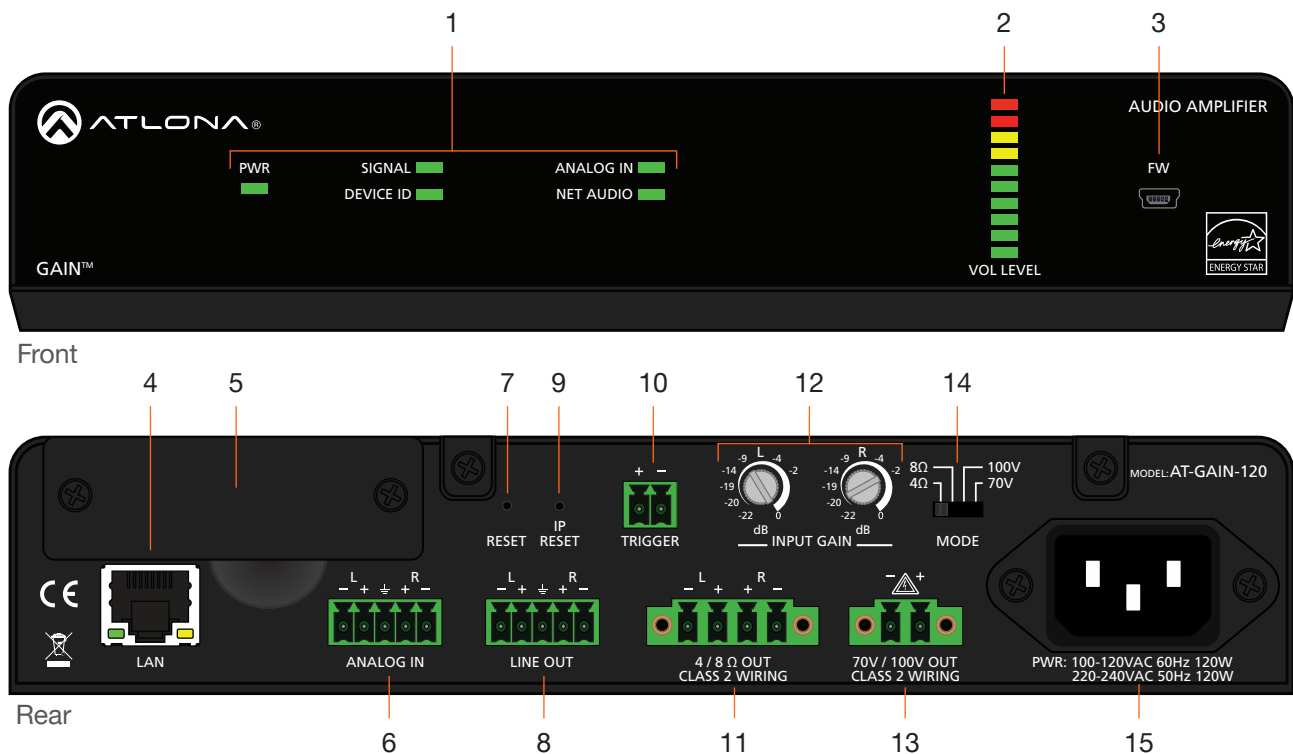 1 2 3
ATLONA®
AUDIO AMPLIFIER
PWR SIGNAL ANALOG IN FW
DEVICE ID NET AUDIO
energy
ENERGY STAR
GAIN™ VOL LEVEL
Front
4 5 7 9 10 12 14
L R
-9 -4 -9 -4
-14 -2 -14 -2
-19 -19
-20 -20
-22 0 -22 0
dB dB
INPUT GAIN
+ −
TRIGGER
8Ω 100V
4Ω 70V
MODE
MODEL: AT-GAIN-120
RESET
IP
RESET
CE
LAN
L R
− + + −
ANALOG IN
L R
− + + −
LINE OUT
L R
− + + −
4 / 8 Ω OUT
CLASS 2 WIRING
− +
70V / 100V OUT
CLASS 2 WIRING
PWR: 100-120VAC 60Hz 120W
220-240VAC 50Hz 120W
Rear
6 8 11 13 15